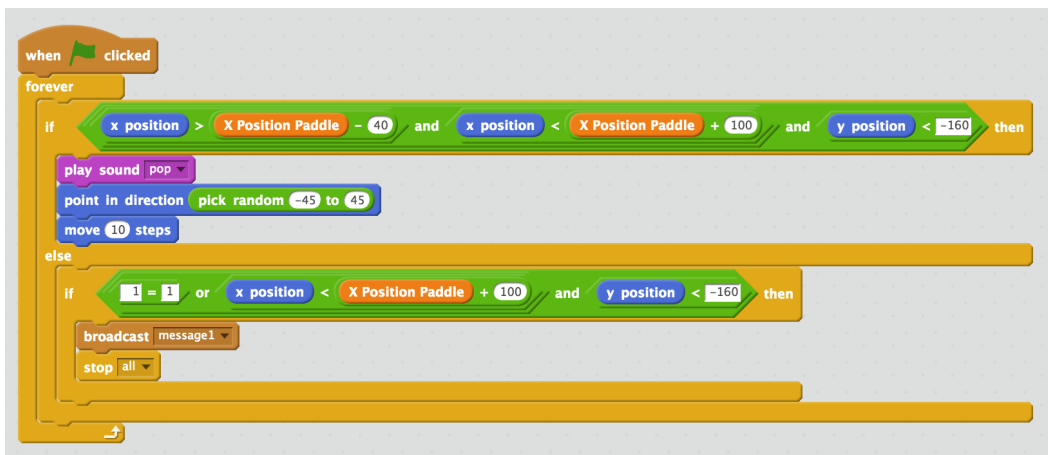 when clicked
forever
if x position > X Position Paddle - 40 and x position < X Position Paddle + 100 and y position < -160 then
play sound pop
point in direction pick random -45 to 45
move 10 steps
else
if 1 = 1 or x position < X Position Paddle + 100 and y position < -160 then
broadcast message1
stop all